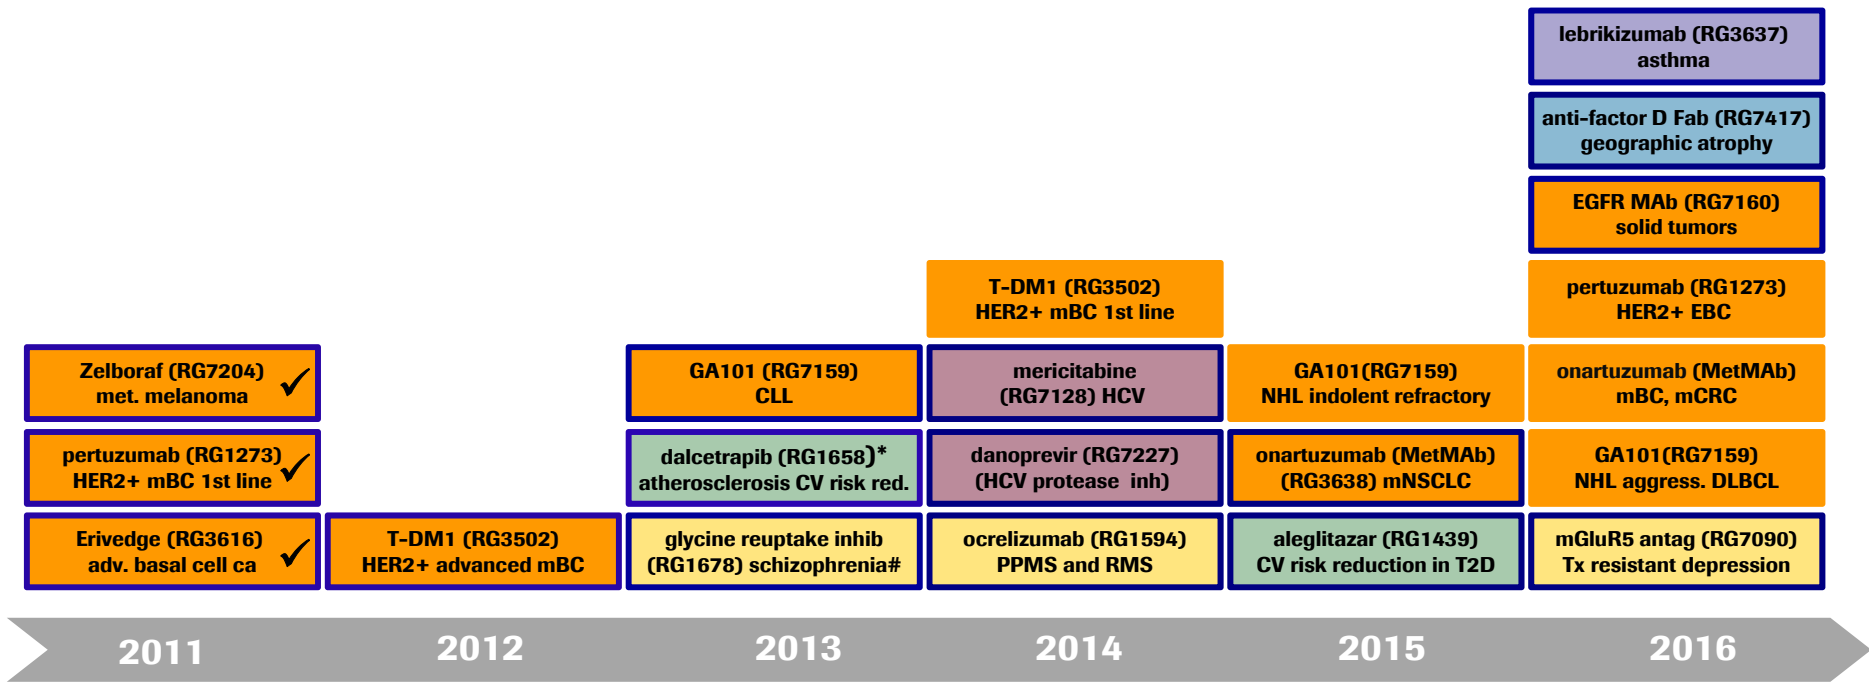 lebrikizumab (RG3637)
asthma
anti-factor D Fab (RG7417)
geographic atrophy
EGFR MAb (RG7160)
solid tumors
T-DM1 (RG3502)
HER2+ mBC 1st line
pertuzumab (RG1273)
HER2+ EBC
Zelboraf (RG7204)
met. melanoma
GA101 (RG7159)
CLL
mericitabine
(RG7128) HCV
GA101(RG7159)
NHL indolent refractory
onartuzumab (MetMAb)
mBC, mCRC
pertuzumab (RG1273)
HER2+ mBC 1st line
dalcetrapib (RG1658)*
atherosclerosis CV risk red.
danoprevir (RG7227)
(HCV protease inh)
onartuzumab (MetMAb)
(RG3638) mNSCLC
GA101(RG7159)
NHL aggress. DLBCL
Erivedge (RG3616)
adv. basal cell ca
T-DM1 (RG3502)
HER2+ advanced mBC
glycine reuptake inhib
(RG1678) schizophrenia#
ocrelizumab (RG1594)
PPMS and RMS
aleglitazar (RG1439)
CV risk reduction in T2D
mGluR5 antag (RG7090)
Tx resistant depression
2011
2012
2013
2014
2015
2016